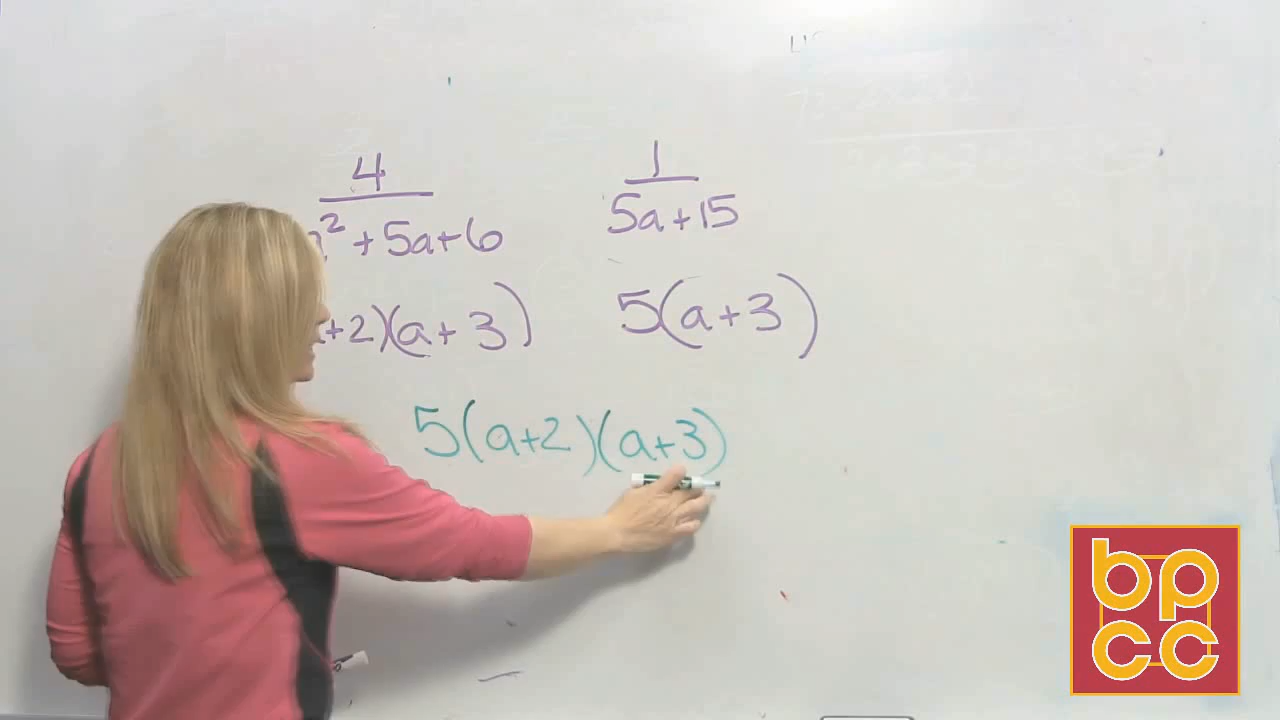 4 1
² + 5a + 6 5a + 15
+ 2)(a + 3) 5(a + 3)
5(a + 2)(a + 3)
bp
cc